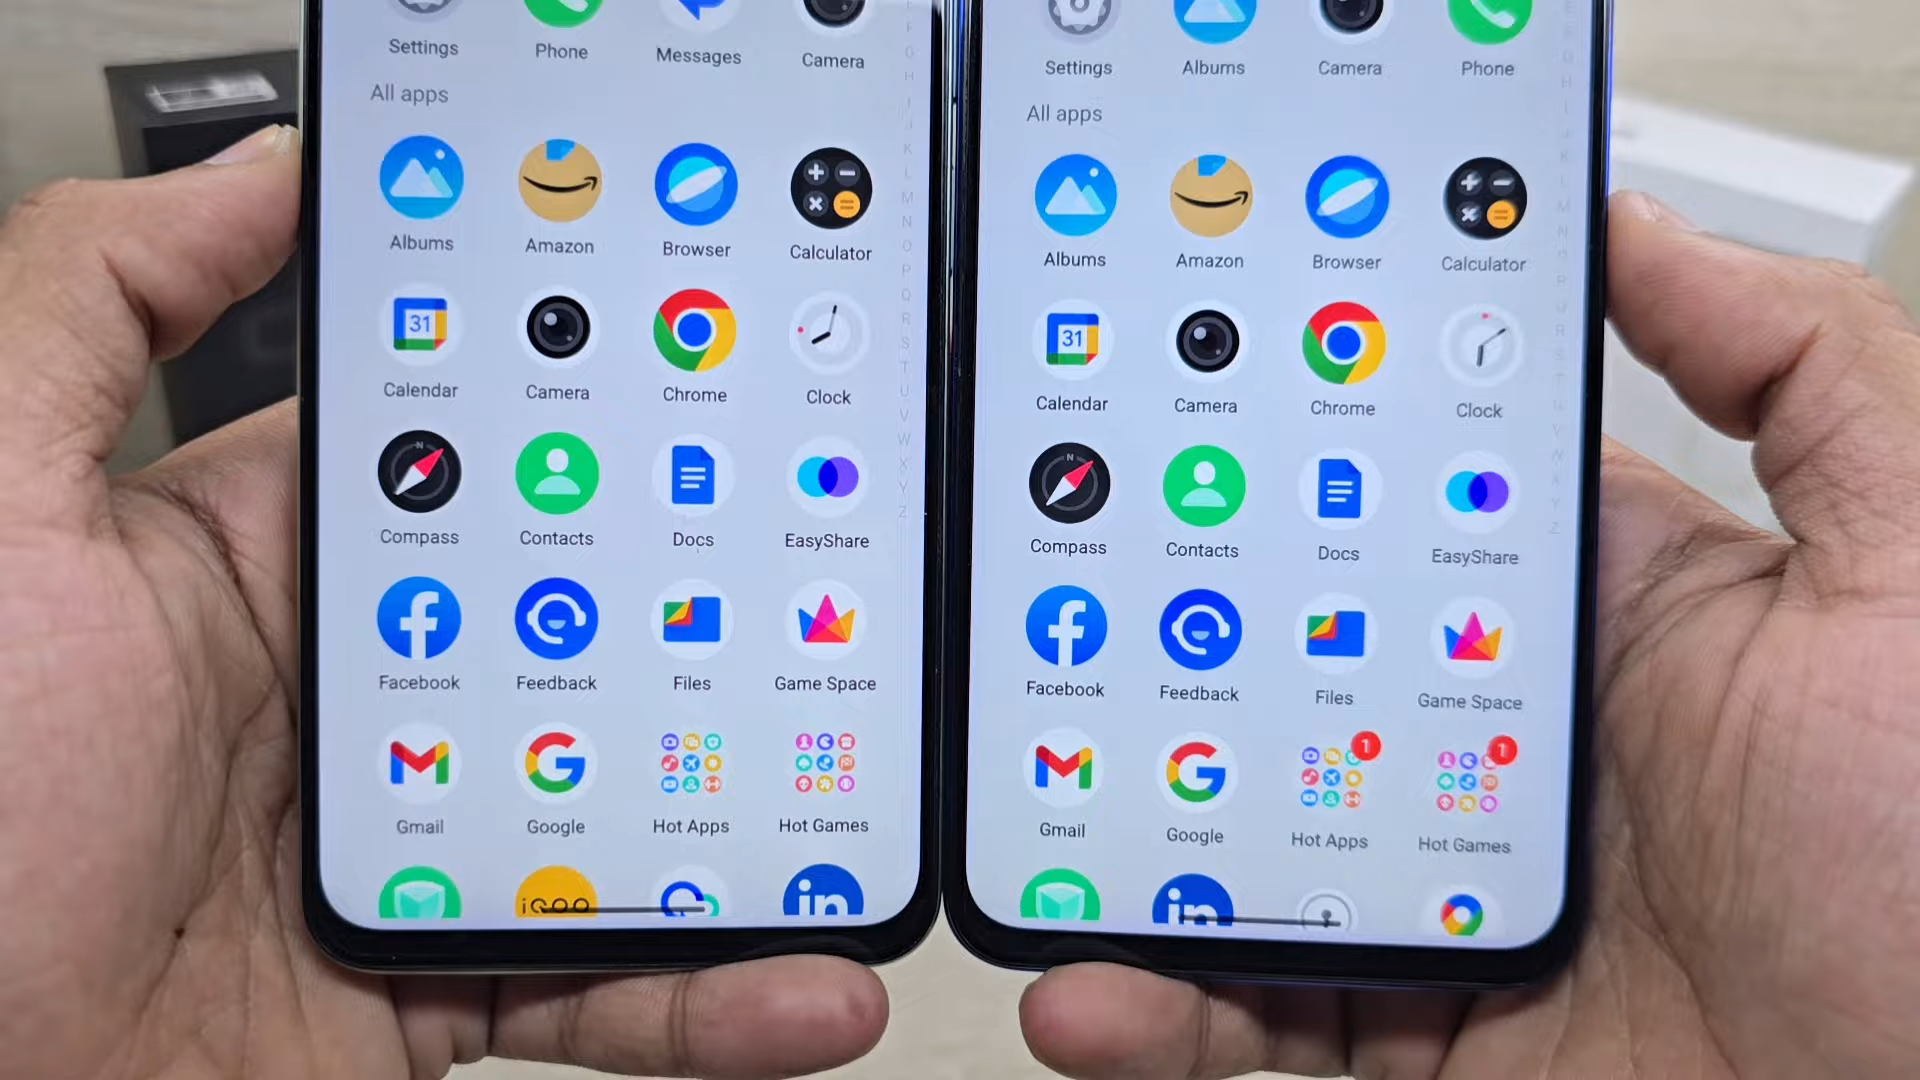 Settings Phone Messages Camera
All apps
Albums Amazon Browser Calculator
31
Calendar Camera Chrome Clock
N
Compass Contacts Docs EasyShare
Facebook Feedback Files Game Space
Gmail Google Hot Apps Hot Games
iQOO in
H
I
J
K
L
M
N
O
P
Q
R
S
T
U
V
W
X
Y
Z
Settings Albums Camera Phone
All apps
Albums Amazon Browser Calculator
31
Calendar Camera Chrome Clock
N
Compass Contacts Docs EasyShare
Facebook Feedback Files Game Space
1 1
Gmail Google Hot Apps Hot Games
in